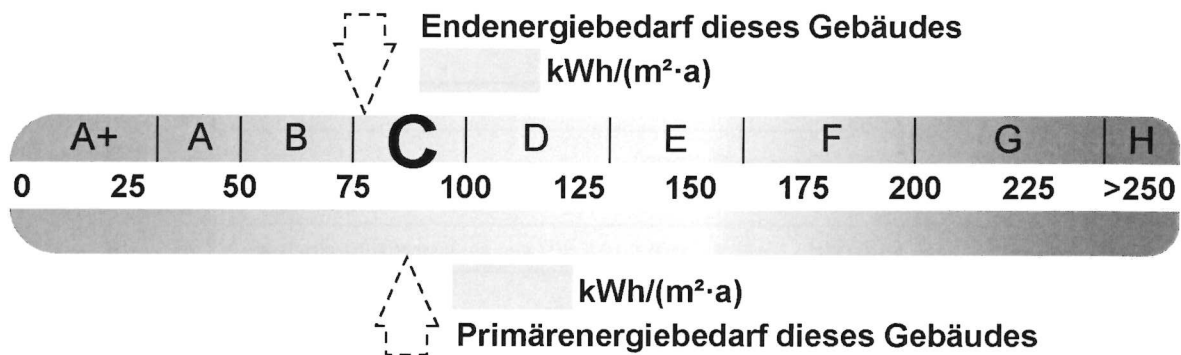 Endenergiebedarf dieses Gebäudes
kWh/(m²·a)
A+ A B C D E F G H
0 25 50 75 100 125 150 175 200 225 >250
kWh/(m²·a)
Primärenergiebedarf dieses Gebäudes